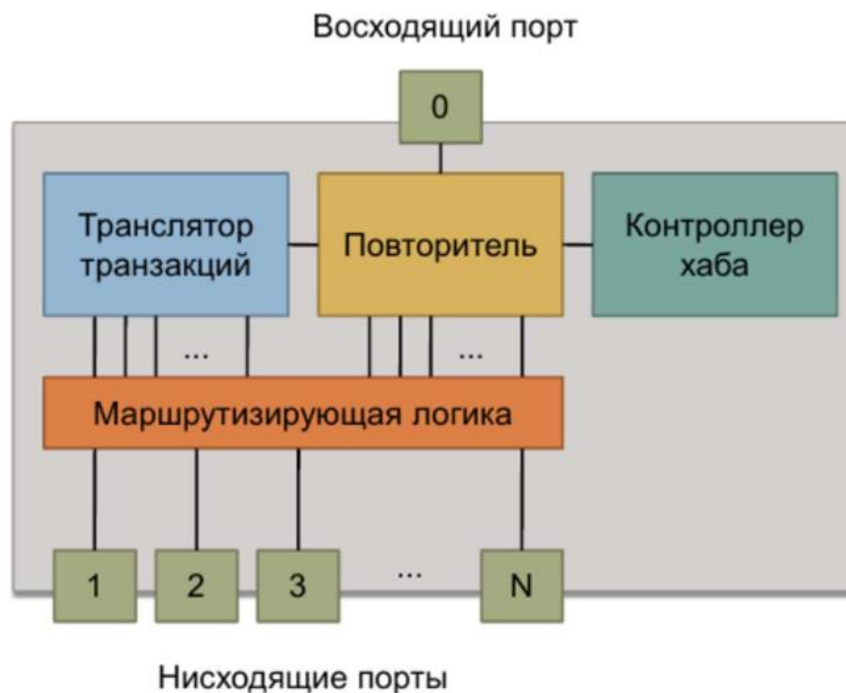 Восходящий порт
0
Транслятор
транзакций
Повторитель
Контроллер
хаба
...
...
Маршрутизирующая логика
1
2
3
...
N
Нисходящие порты